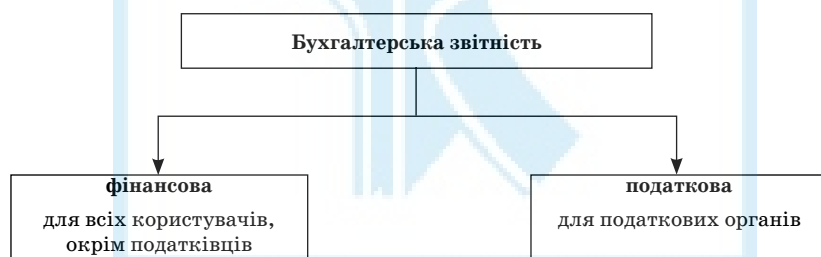 Бухгалтерська звітність
фінансова
для всіх користувачів,
окрім податківців
податкова
для податкових органів